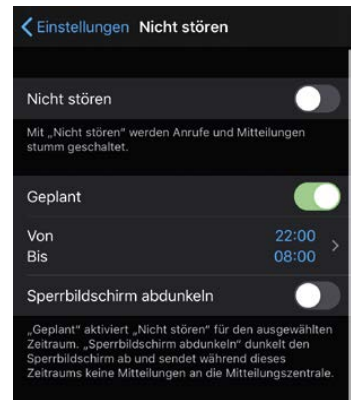 Einstellungen Nicht stören
Nicht stören
Mit „Nicht stören“ werden Anrufe und Mitteilungen
stumm geschaltet.
Geplant
Von 22:00
Bis 08:00
Sperrbildschirm abdunkeln
„Geplant“ aktiviert „Nicht stören“ für den ausgewählten
Zeitraum. „Sperrbildschirm abdunkeln“ dunkelt den
Sperrbildschirm ab und sendet während dieses
Zeitraums keine Mitteilungen an die Mitteilungszentrale.